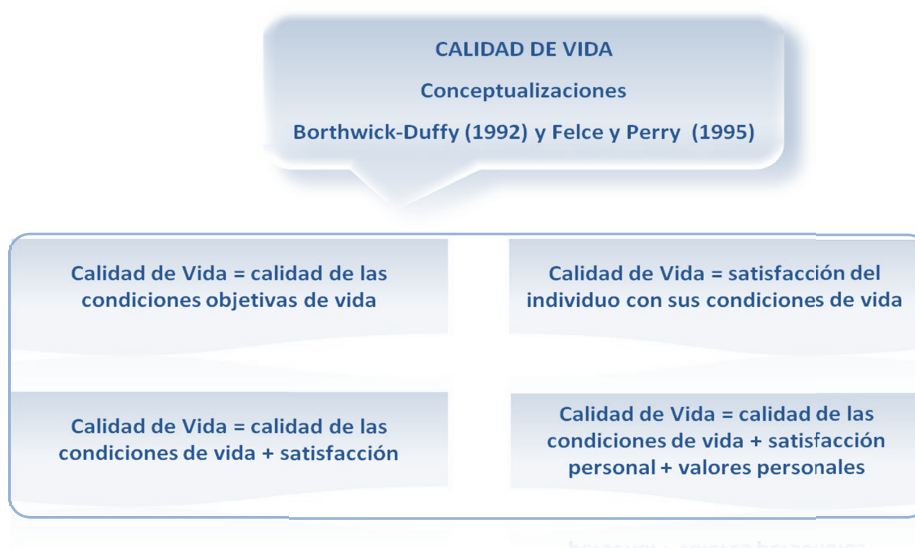 CALIDAD DE VIDA
Conceptualizaciones
Borthwick-Duffy (1992) y Felce y Perry (1995)
Calidad de Vida = calidad de las
condiciones objetivas de vida
Calidad de Vida = satisfacción del
individuo con sus condiciones de vida
Calidad de Vida = calidad de las
condiciones de vida + satisfacción
Calidad de Vida = calidad de las
condiciones de vida + satisfacción
personal + valores personales